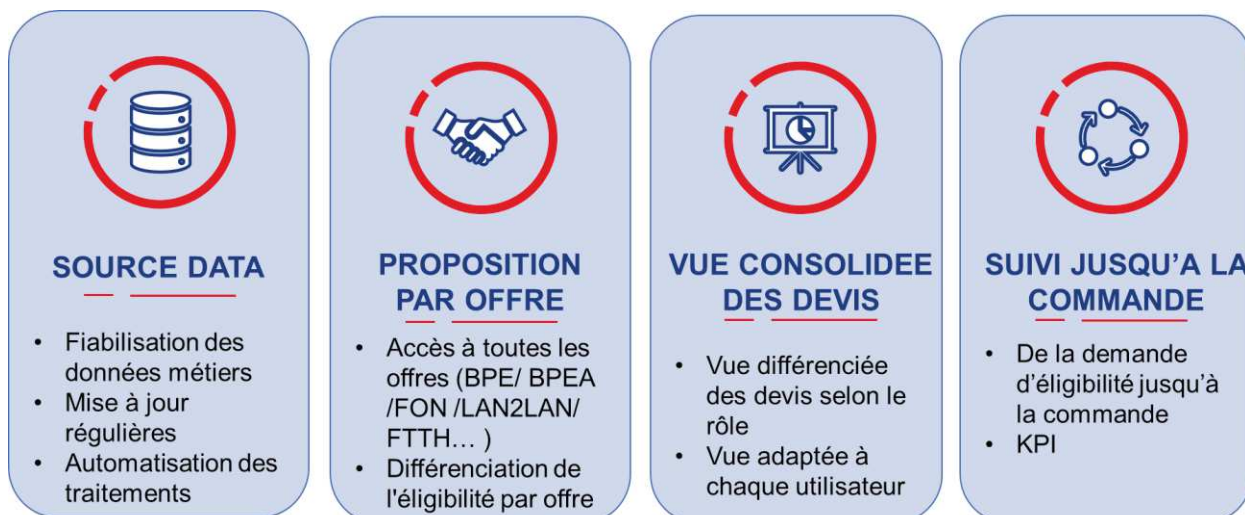 SOURCE DATA
• Fiabilisation des
données métiers
• Mise à jour
régulières
• Automatisation des
traitements
PROPOSITION
PAR OFFRE
• Accès à toutes les
offres (BPE/ BPEA
/FON /LAN2LAN/
FTTH... )
• Différenciation de
l'éligibilité par offre
VUE CONSOLIDEE
DES DEVIS
• Vue différenciée
des devis selon le
rôle
• Vue adaptée à
chaque utilisateur
SUIVI JUSQU'A LA
COMMANDE
• De la demande
d'éligibilité jusqu'à
la commande
• KPI